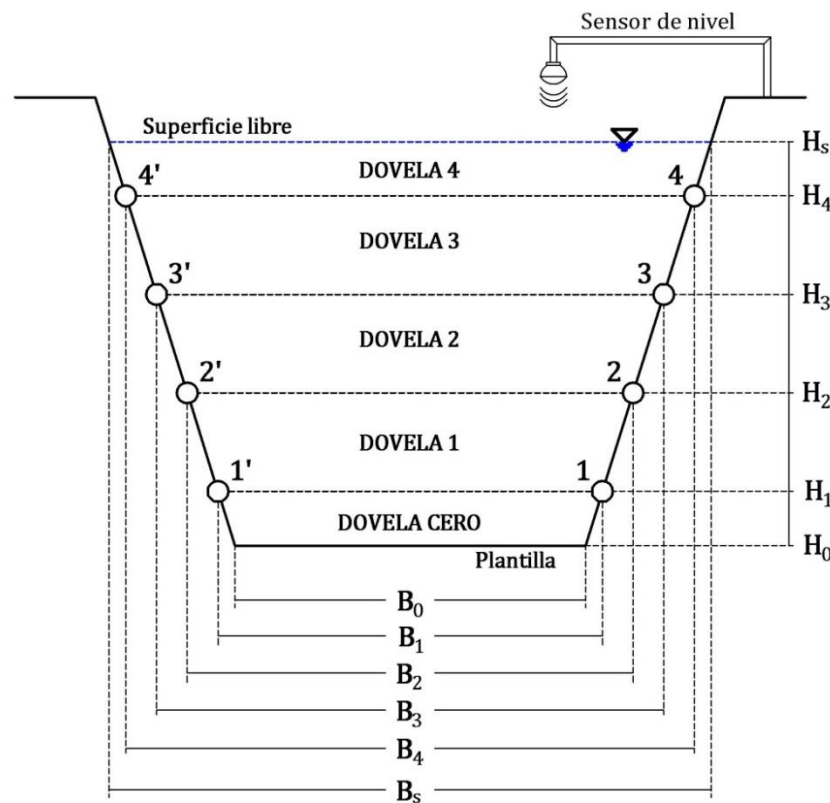 Sensor de nivel
Superficie libre
Hₛ
DOVELA 4
4'
4
H₄
DOVELA 3
3'
3
H₃
DOVELA 2
2'
2
H₂
DOVELA 1
1'
1
H₁
DOVELA CERO
H₀
Plantilla
B₀
B₁
B₂
B₃
B₄
Bₛ